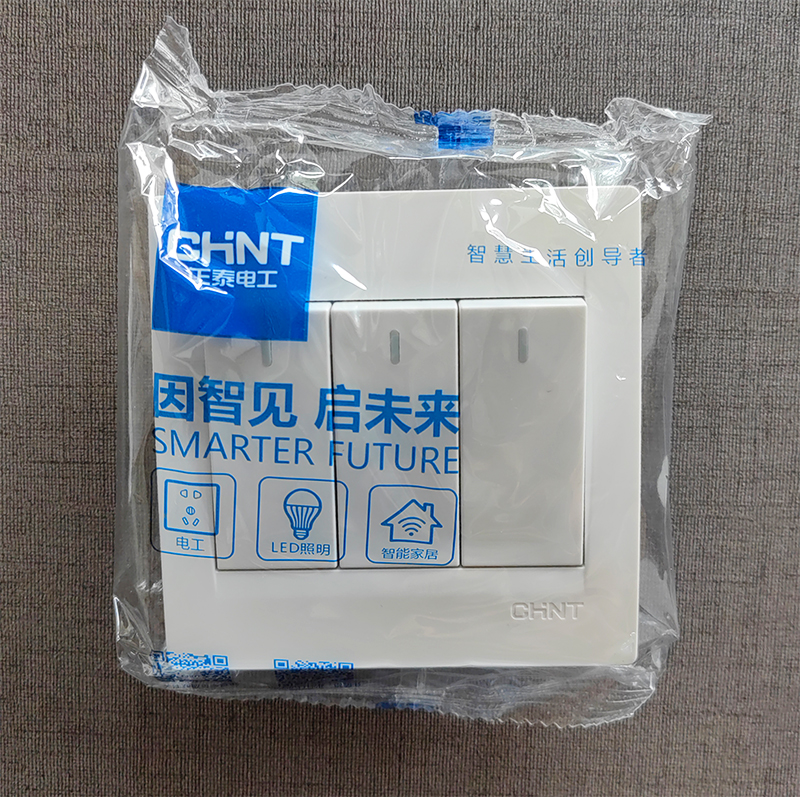 CHNT
正泰电工
智慧生活创导者
因智见 启未来
SMARTER FUTURE
电工
LED照明
智能家居
CHNT